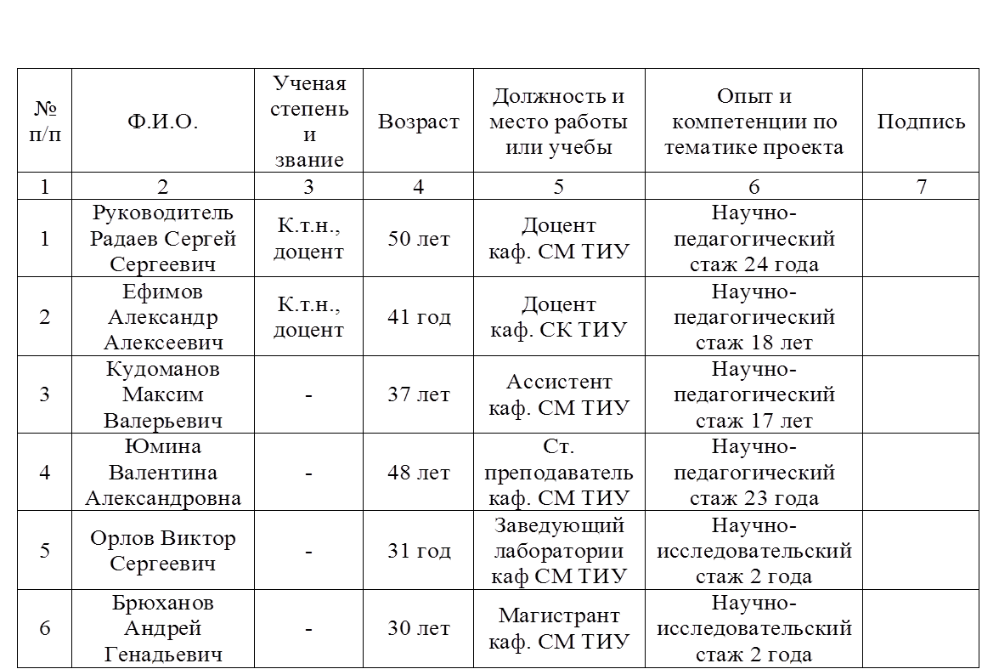 №
п/п
Ф.И.О.
Ученая
степень
и
звание
Возраст
Должность и
место работы
или учебы
Опыт и
компетенции по
тематике проекта
Подпись
1
2
3
4
5
6
7
1
Руководитель
Радаев Сергей
Сергеевич
К.т.н.,
доцент
50 лет
Доцент
каф. СМ ТИУ
Научно-
педагогический
стаж 24 года
2
Ефимов
Александр
Алексеевич
К.т.н.,
доцент
41 год
Доцент
каф. СК ТИУ
Научно-
педагогический
стаж 18 лет
3
Кудоманов
Максим
Валерьевич
-
37 лет
Ассистент
каф. СМ ТИУ
Научно-
педагогический
стаж 17 лет
4
Юмина
Валентина
Александровна
-
48 лет
Ст.
преподаватель
каф. СМ ТИУ
Научно-
педагогический
стаж 23 года
5
Орлов Виктор
Сергеевич
-
31 год
Заведующий
лаборатории
каф СМ ТИУ
Научно-
исследовательский
стаж 2 года
6
Брюханов
Андрей
Генадьевич
-
30 лет
Магистрант
каф. СМ ТИУ
Научно-
исследовательский
стаж 2 года